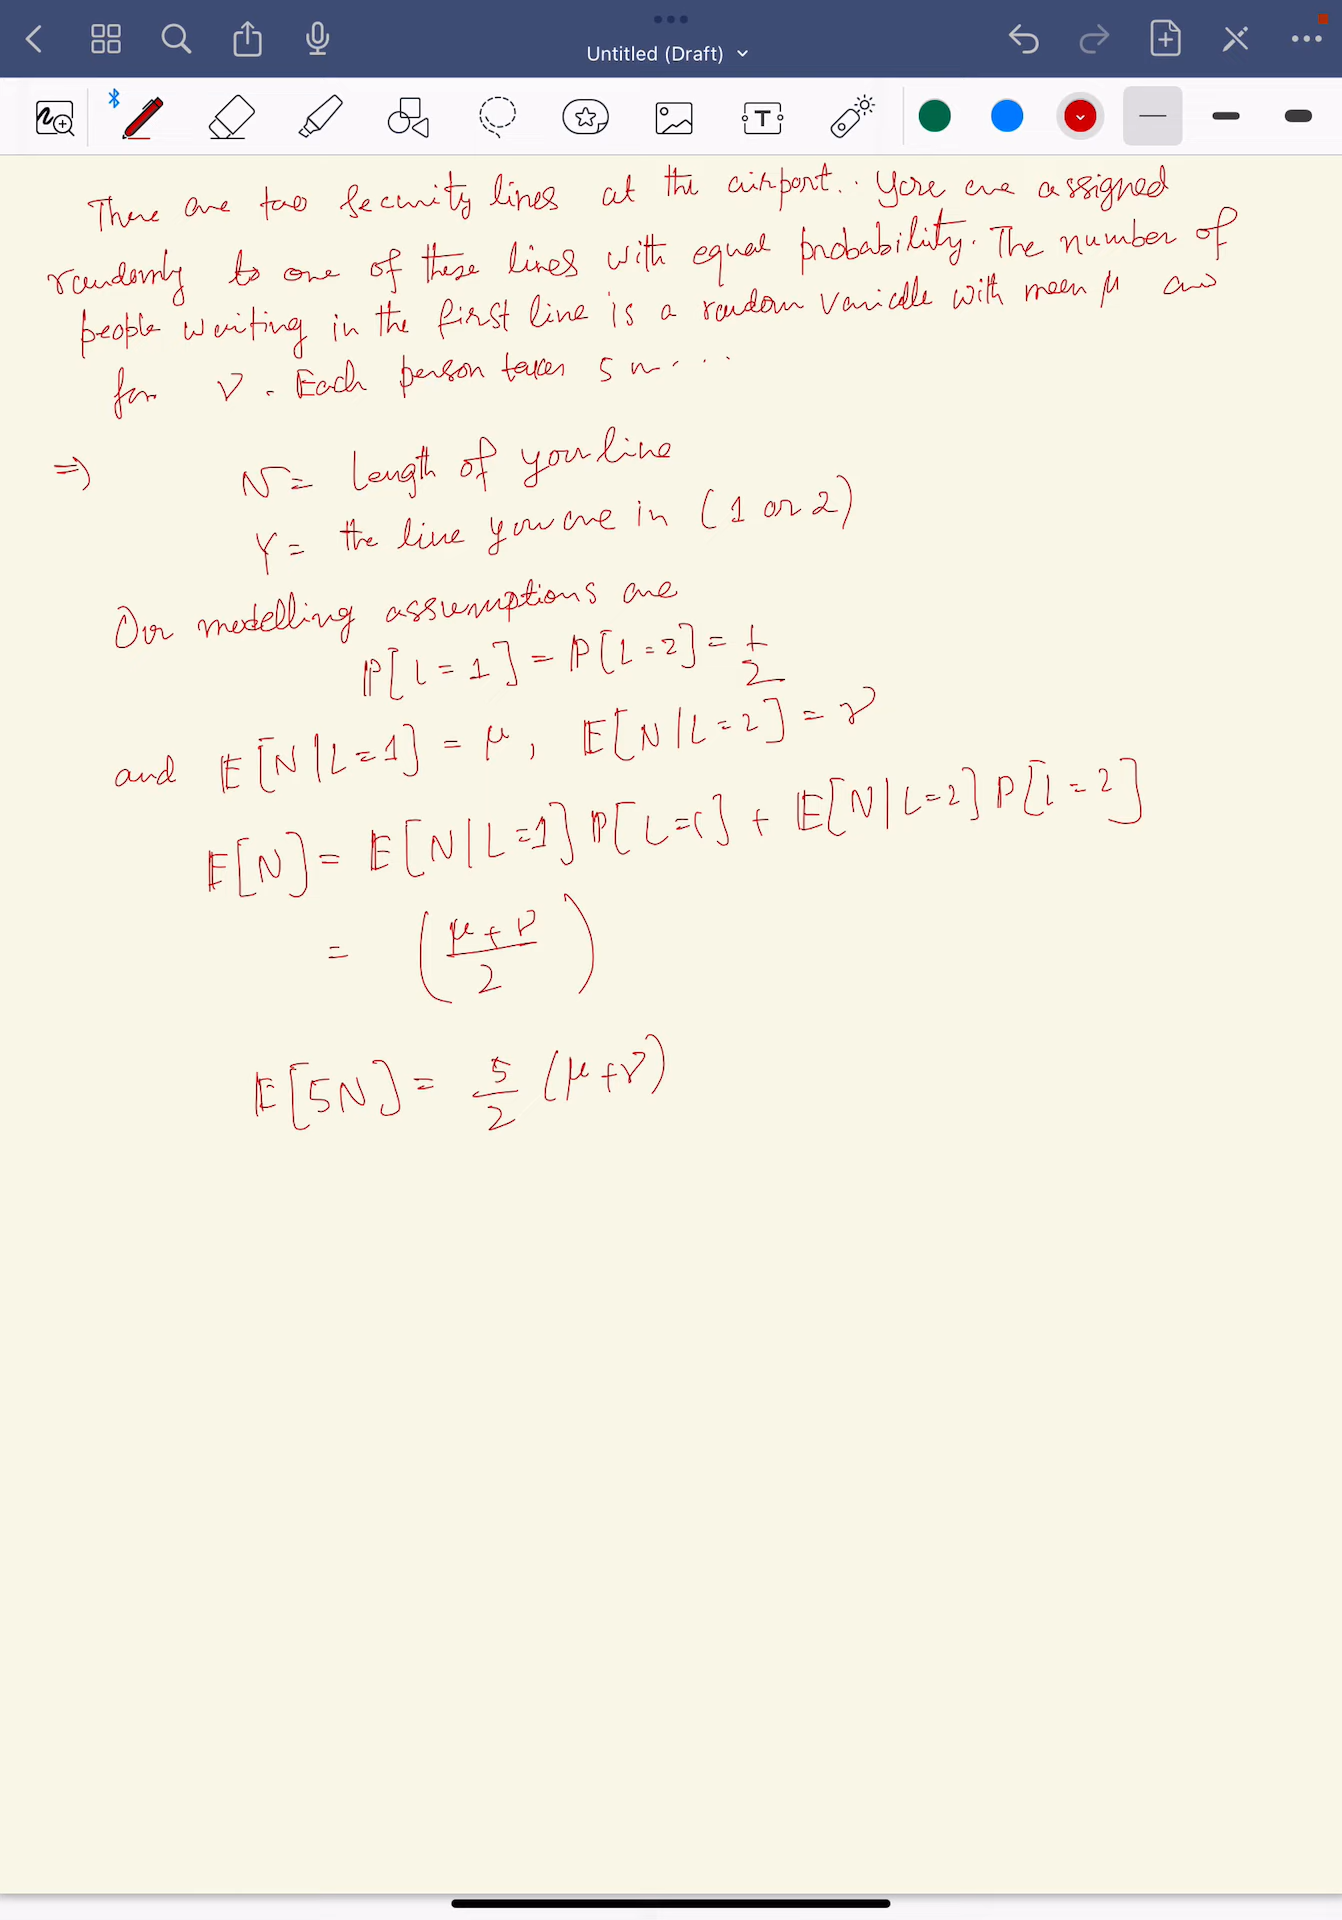 Untitled (Draft)
There are two security lines at the airport.. You are assigned
randomly to one of these lines with equal probability. The number of
people waiting in the first line is a random variable with mean μ and
for ν. Each person takes 5 m...
⇒) N = Length of your line
Y = the line you are in (1 or 2)
Our modelling assumptions are
ℙ[L=1] = ℙ[L=2] = 1/2
and 𝔼[N|L=1] = μ, 𝔼[N|L=2] = ν
𝔼[N] = 𝔼[N|L=1] ℙ[L=1] + 𝔼[N|L=2] ℙ[L=2]
= (μ+ν/2)
𝔼[5N] = 5/2 (μ+ν)